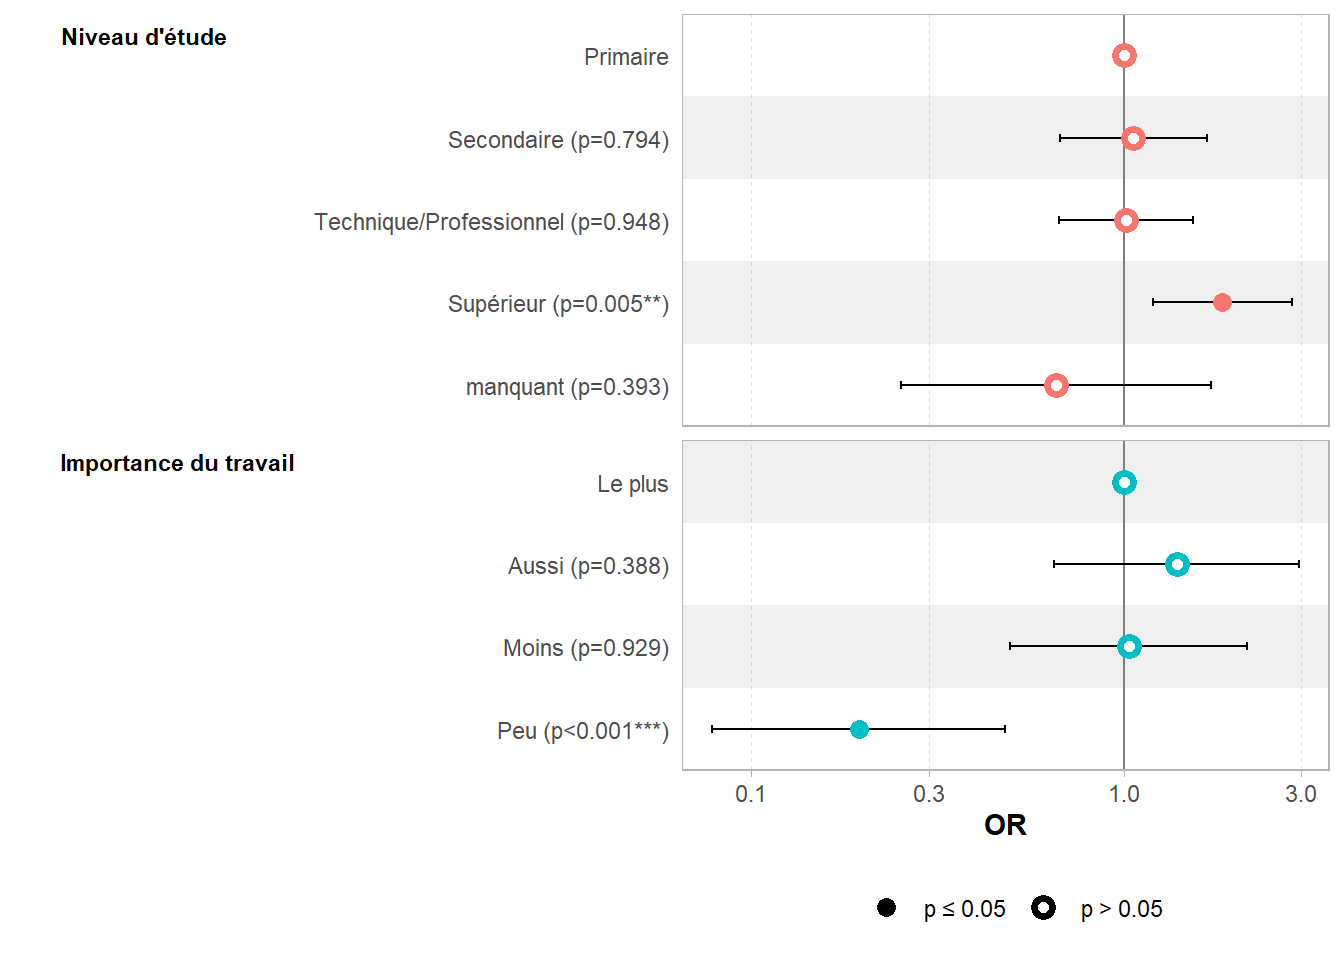 Niveau d'étude
Primaire
Secondaire (p=0.794)
Technique/Professionnel (p=0.948)
Supérieur (p=0.005**)
manquant (p=0.393)
Importance du travail
Le plus
Aussi (p=0.388)
Moins (p=0.929)
Peu (p<0.001***)
0.1 0.3 1.0 3.0
OR
p ≤ 0.05 p > 0.05